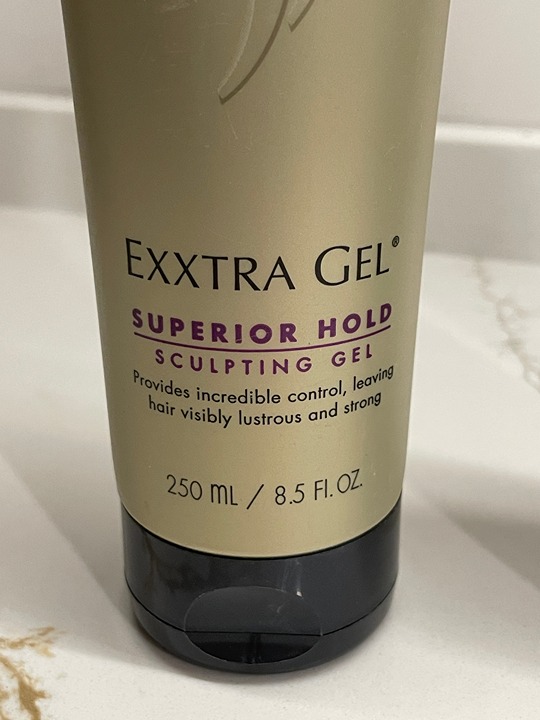 EXXTRA GEL®
SUPERIOR HOLD
SCULPTING GEL
Provides incredible control, leaving
hair visibly lustrous and strong
250 mL / 8.5 Fl. OZ.